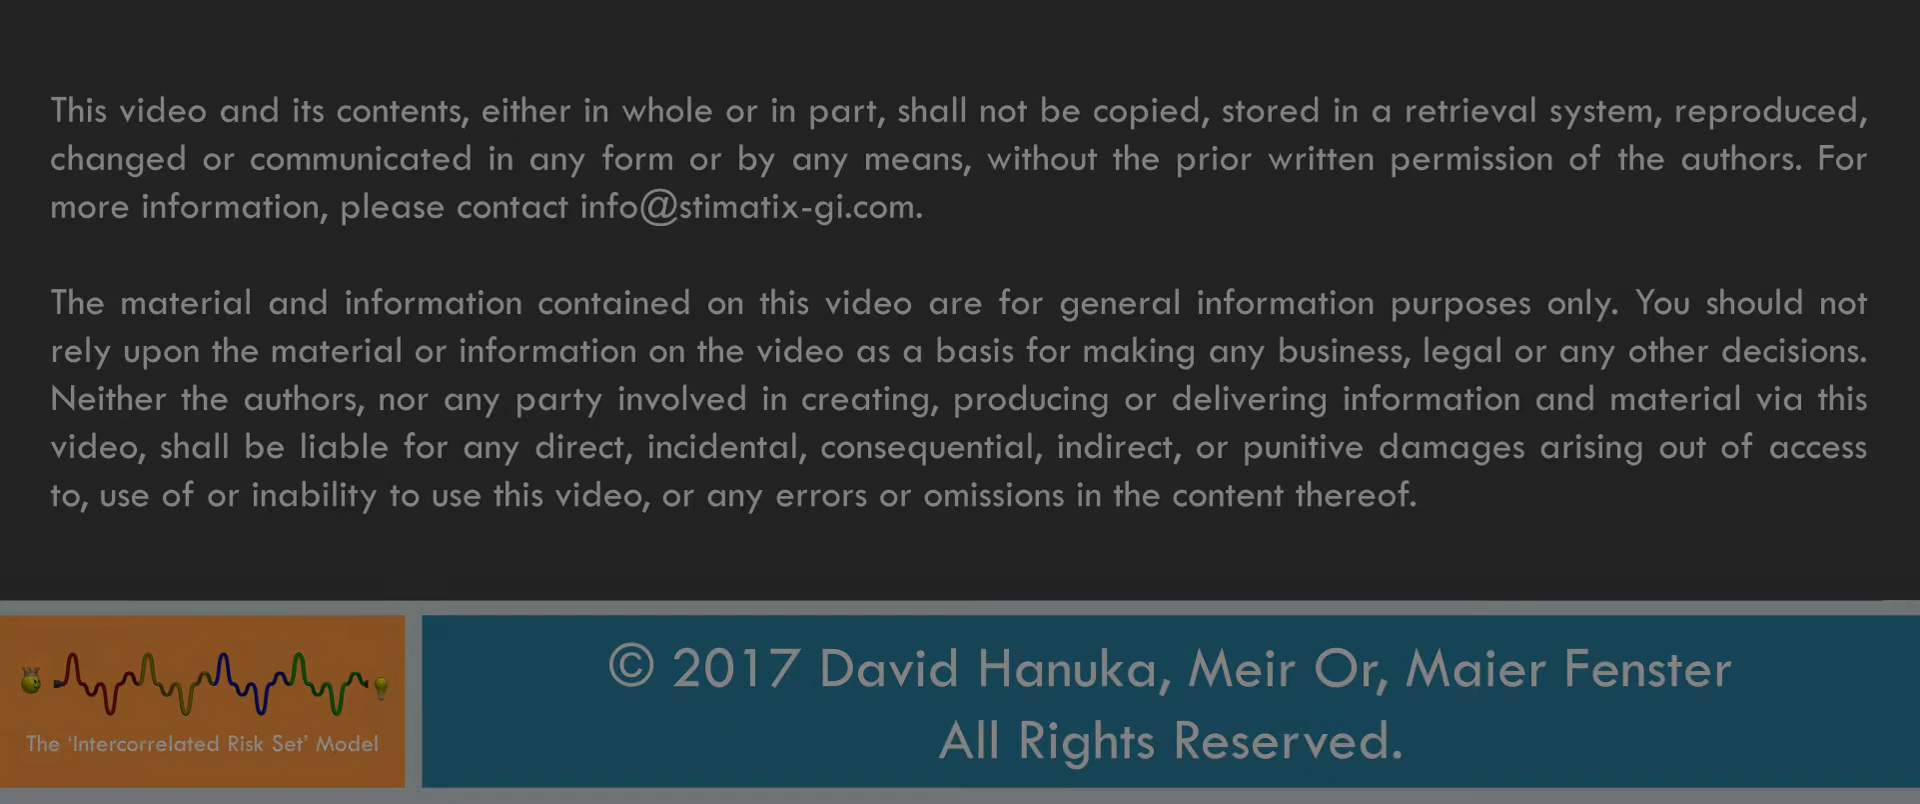 This video and its contents, either in whole or in part, shall not be copied, stored in a retrieval system, reproduced,
changed or communicated in any form or by any means, without the prior written permission of the authors. For
more information, please contact info@stimatix-gi.com.
The material and information contained on this video are for general information purposes only. You should not
rely upon the material or information on the video as a basis for making any business, legal or any other decisions.
Neither the authors, nor any party involved in creating, producing or delivering information and material via this
video, shall be liable for any direct, incidental, consequential, indirect, or punitive damages arising out of access
to, use of or inability to use this video, or any errors or omissions in the content thereof.
The ‘Intercorrelated Risk Set’ Model
© 2017 David Hanuka, Meir Or, Maier Fenster
All Rights Reserved.